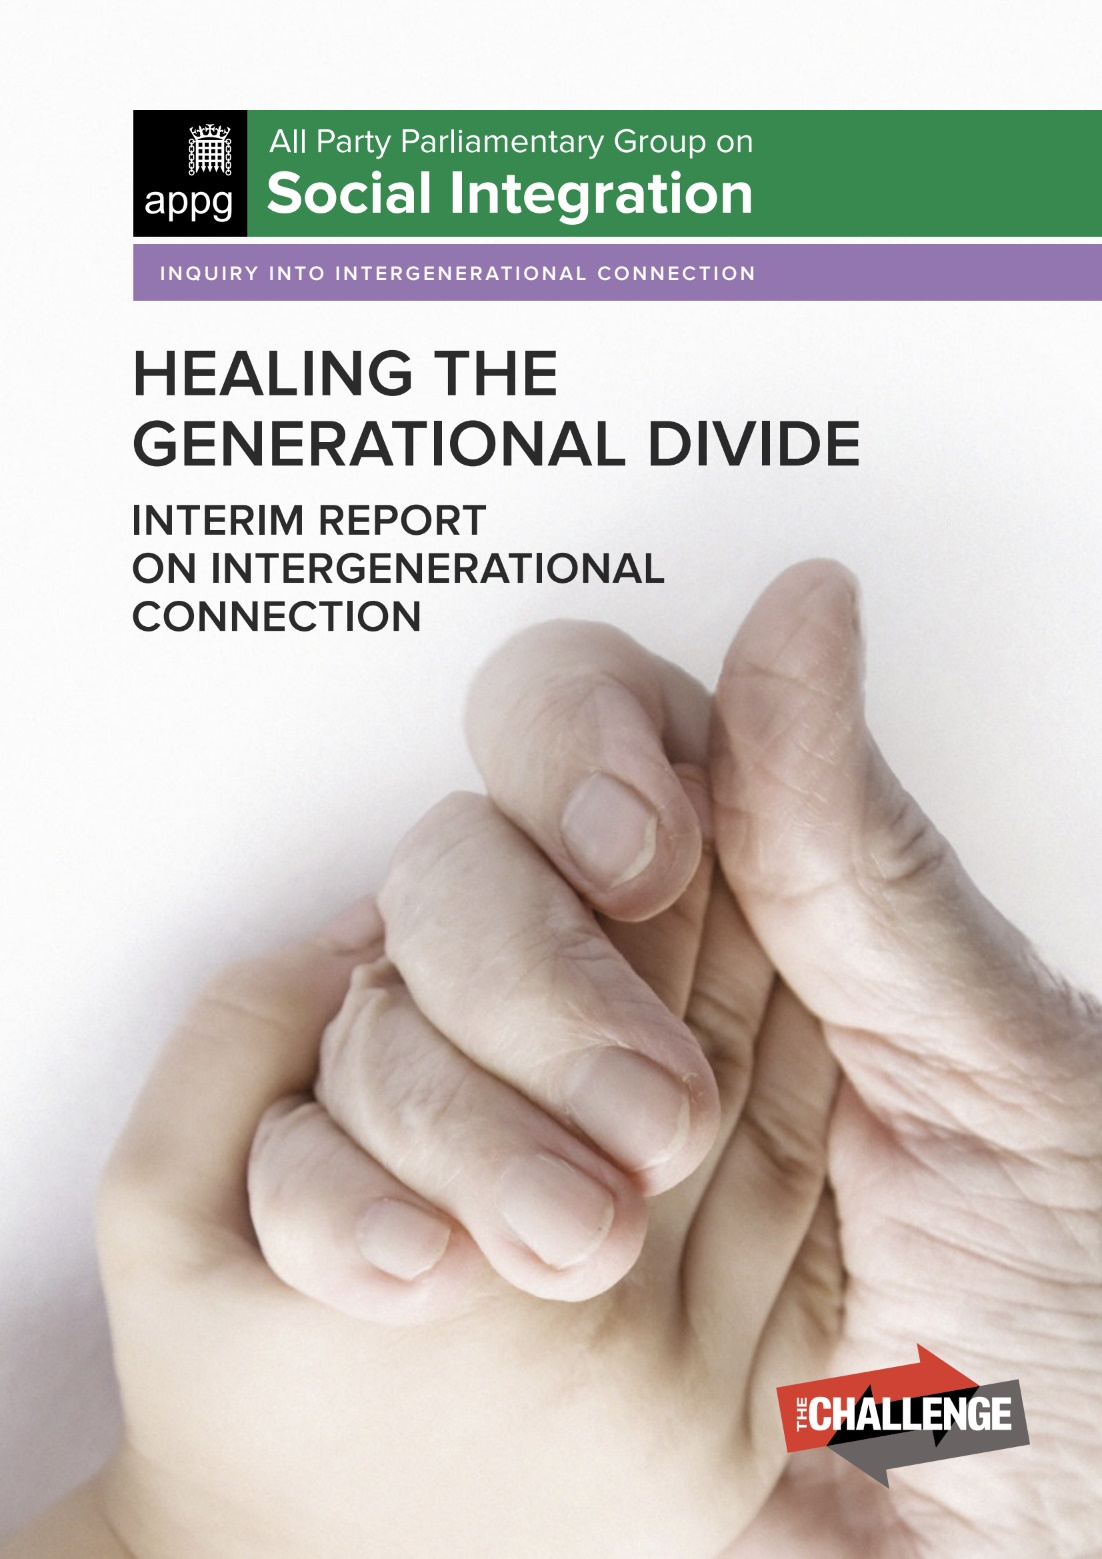 appg
All Party Parliamentary Group on
Social Integration
INQUIRY INTO INTERGENERATIONAL CONNECTION
HEALING THE
GENERATIONAL DIVIDE
INTERIM REPORT
ON INTERGENERATIONAL
CONNECTION
THE CHALLENGE